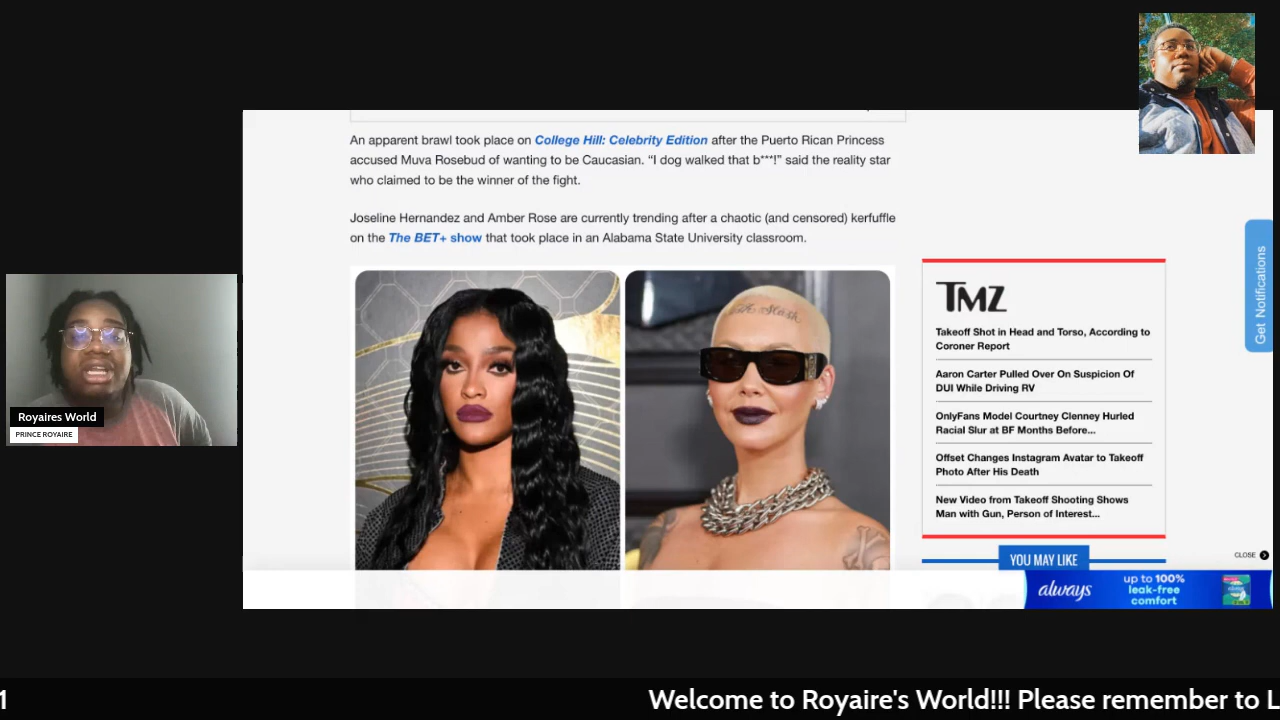 An apparent brawl took place on College Hill: Celebrity Edition after the Puerto Rican Princess
accused Muva Rosebud of wanting to be Caucasian. “I dog walked that b***!” said the reality star
who claimed to be the winner of the fight.
Joseline Hernandez and Amber Rose are currently trending after a chaotic (and censored) kerfuffle
on the The BET+ show that took place in an Alabama State University classroom.
Get Notifications
TMZ
Takeoff Shot in Head and Torso, According to
Coroner Report
Aaron Carter Pulled Over On Suspicion Of
DUI While Driving RV
OnlyFans Model Courtney Clenney Hurled
Racial Slur at BF Months Before...
Offset Changes Instagram Avatar to Takeoff
Photo After His Death
New Video from Takeoff Shooting Shows
Man with Gun, Person of Interest...
YOU MAY LIKE
CLOSE
always
up to 100%
leak-free
comfort
Royaires World
PRINCE ROYAIRE
1
Welcome to Royaire's World!!! Please remember to L